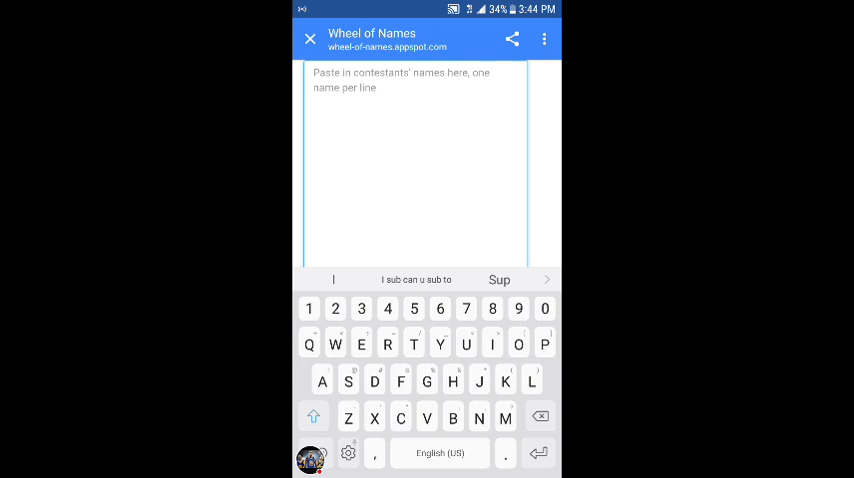 34% 3:44 PM
Wheel of Names
wheel-of-names.appspot.com
Paste in contestants' names here, one
name per line
I I sub can u sub to Sup
1 2 3 4 5 6 7 8 9 0
Q W E R T Y U I O P
A S D F G H J K L
Z X C V B N M
, English (US) .